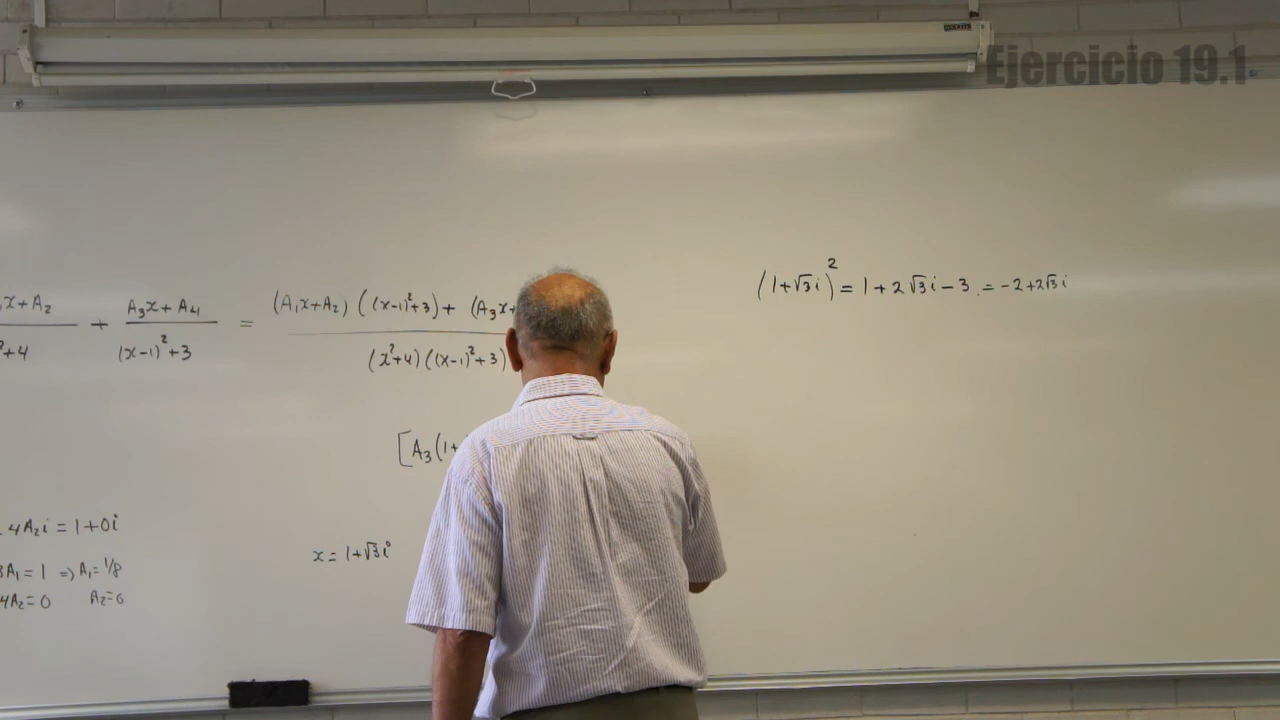 Ejercicio 19.1
(1+√3i)² = 1+2√3i-3 = -2+2√3i
x+A₂ + A₃x+A₄ = (A₁x+A₂)((x-1)²+3) + (A₃x+
²+4 (x-1)²+3 (x²+4)((x-1)²+3)
[A₃(1+
4A₂i = 1+0i
x = 1+√3i
8A₁ = 1 ⇒ A₁ = 1/8
4A₂ = 0 A₂ = 0